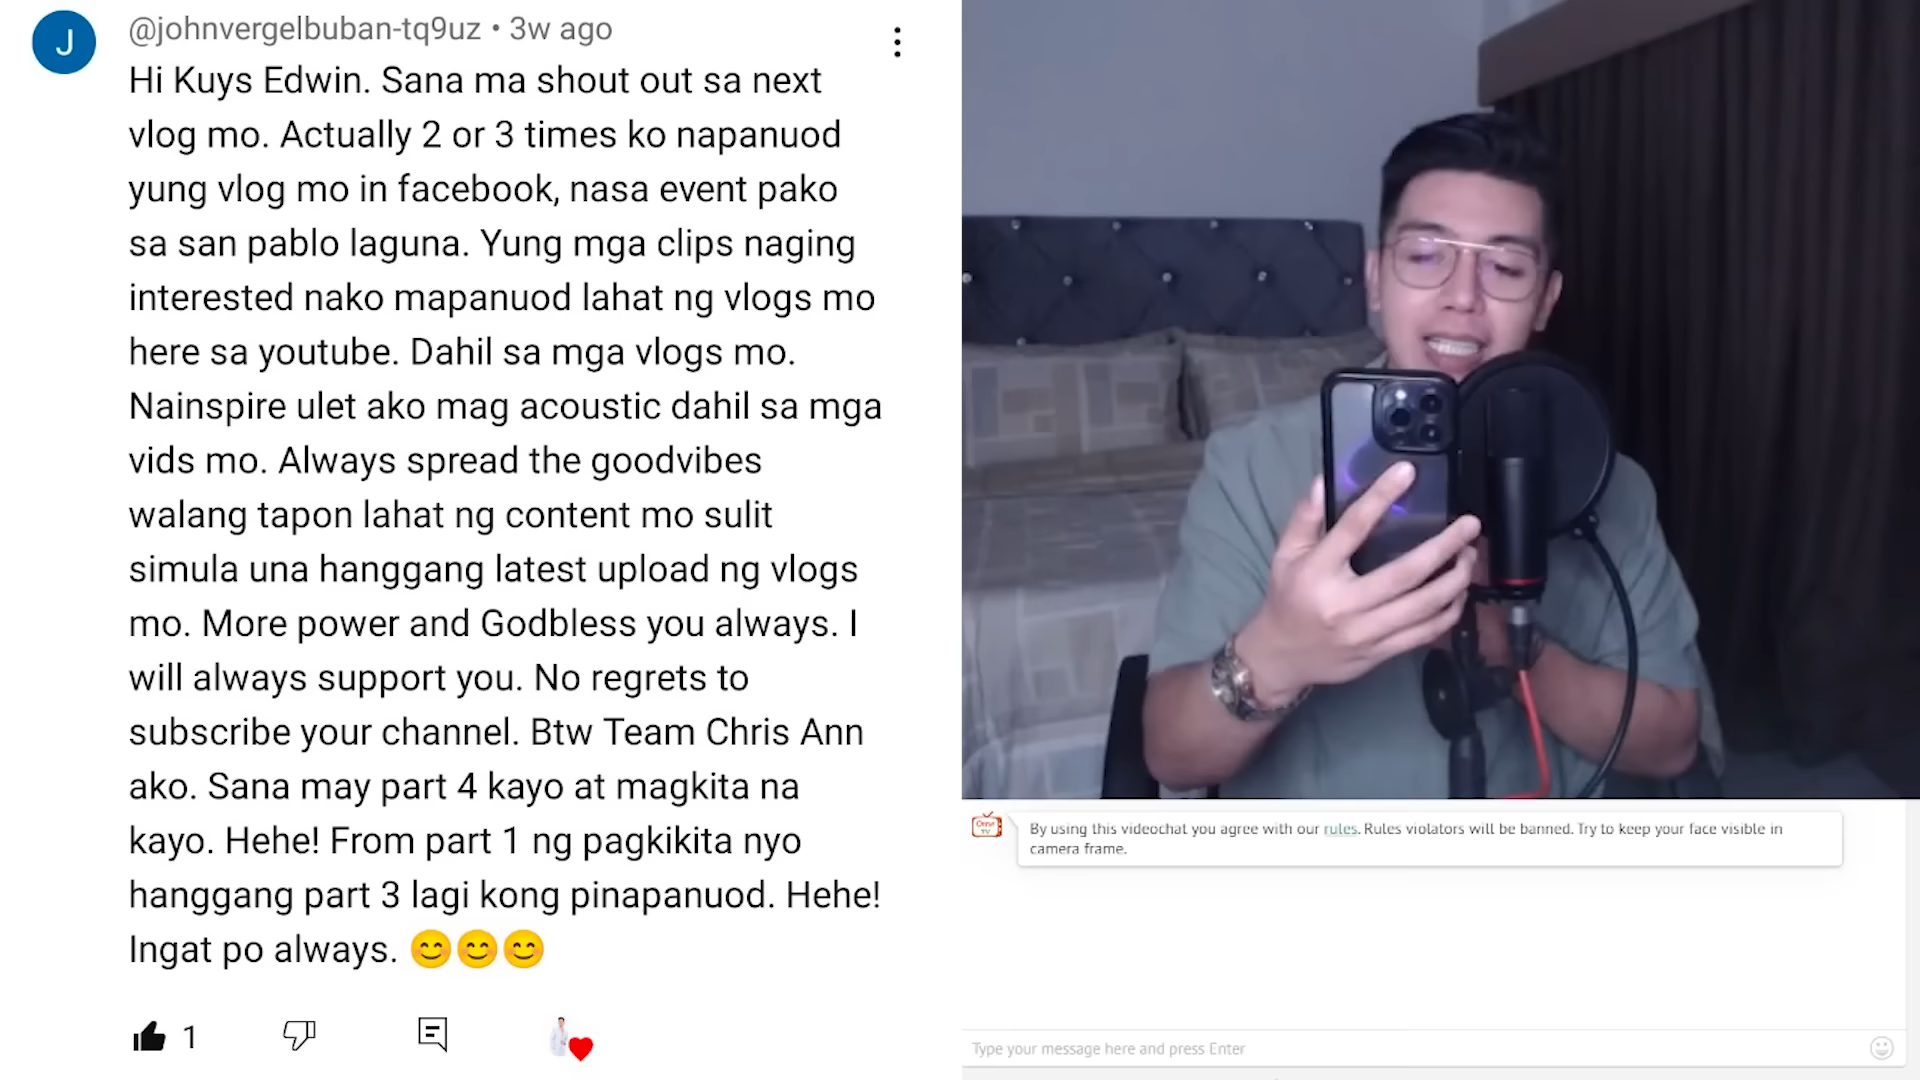 J
@johnvergelbuban-tq9uz • 3w ago
Hi Kuys Edwin. Sana ma shout out sa next
vlog mo. Actually 2 or 3 times ko napanuod
yung vlog mo in facebook, nasa event pako
sa san pablo laguna. Yung mga clips naging
interested nako mapanuod lahat ng vlogs mo
here sa youtube. Dahil sa mga vlogs mo.
Nainspire ulet ako mag acoustic dahil sa mga
vids mo. Always spread the goodvibes
walang tapon lahat ng content mo sulit
simula una hanggang latest upload ng vlogs
mo. More power and Godbless you always. I
will always support you. No regrets to
subscribe your channel. Btw Team Chris Ann
ako. Sana may part 4 kayo at magkita na
kayo. Hehe! From part 1 ng pagkikita nyo
hanggang part 3 lagi kong pinapanuod. Hehe!
Ingat po always. 😊😊😊
1
Ome
TV
By using this videochat you agree with our rules. Rules violators will be banned. Try to keep your face visible in
camera frame.
Type your message here and press Enter